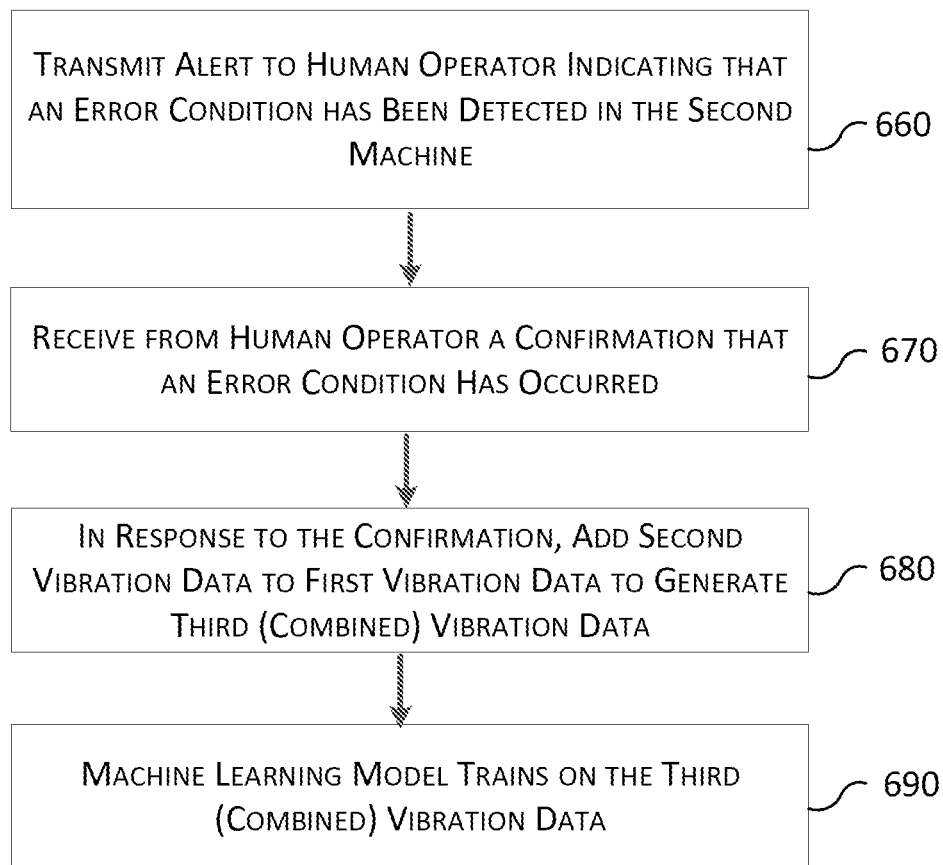 Transmit Alert to Human Operator Indicating that
an Error Condition has Been Detected in the Second
Machine
660
Receive from Human Operator a Confirmation that
an Error Condition Has Occurred
670
In Response to the Confirmation, Add Second
Vibration Data to First Vibration Data to Generate
Third (Combined) Vibration Data
680
Machine Learning Model Trains on the Third
(Combined) Vibration Data
690